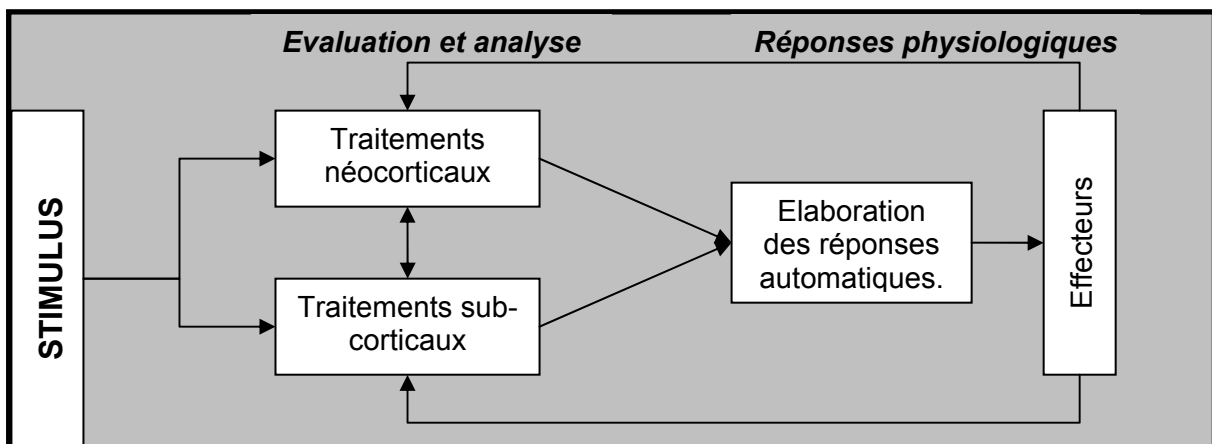 Evaluation et analyse
Réponses physiologiques
STIMULUS
Traitements
néocorticaux
Traitements sub-
corticaux
Elaboration
des réponses
automatiques.
Effecteurs